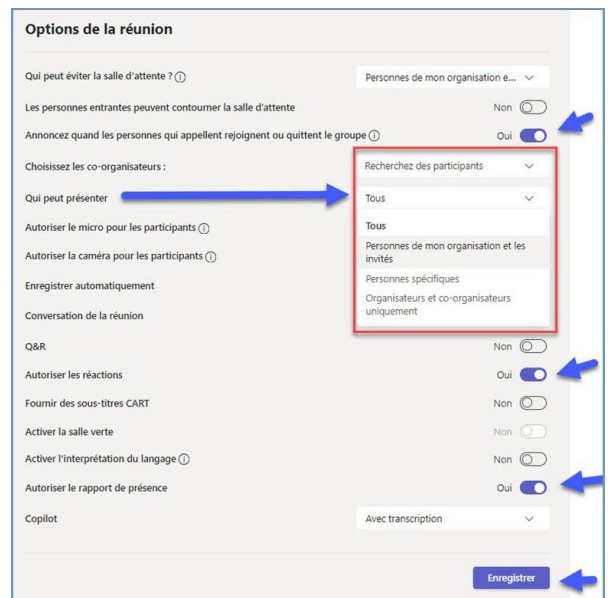 Options de la réunion
Qui peut éviter la salle d'attente ?
Personnes de mon organisation e...
Les personnes entrantes peuvent contourner la salle d'attente
Non
Annoncez quand les personnes qui appellent rejoignent ou quittent le groupe
Oui
Choisissez les co-organisateurs :
Recherchez des participants
Qui peut présenter
Tous
Autoriser le micro pour les participants
Tous
Personnes de mon organisation et les
invités
Autoriser la caméra pour les participants
Personnes spécifiques
Enregistrer automatiquement
Organisateurs et co-organisateurs
uniquement
Conversation de la réunion
Q&R
Non
Autoriser les réactions
Oui
Fournir des sous-titres CART
Non
Activer la salle verte
Non
Activer l'interprétation du langage
Non
Autoriser le rapport de présence
Oui
Copilot
Avec transcription
Enregistrer